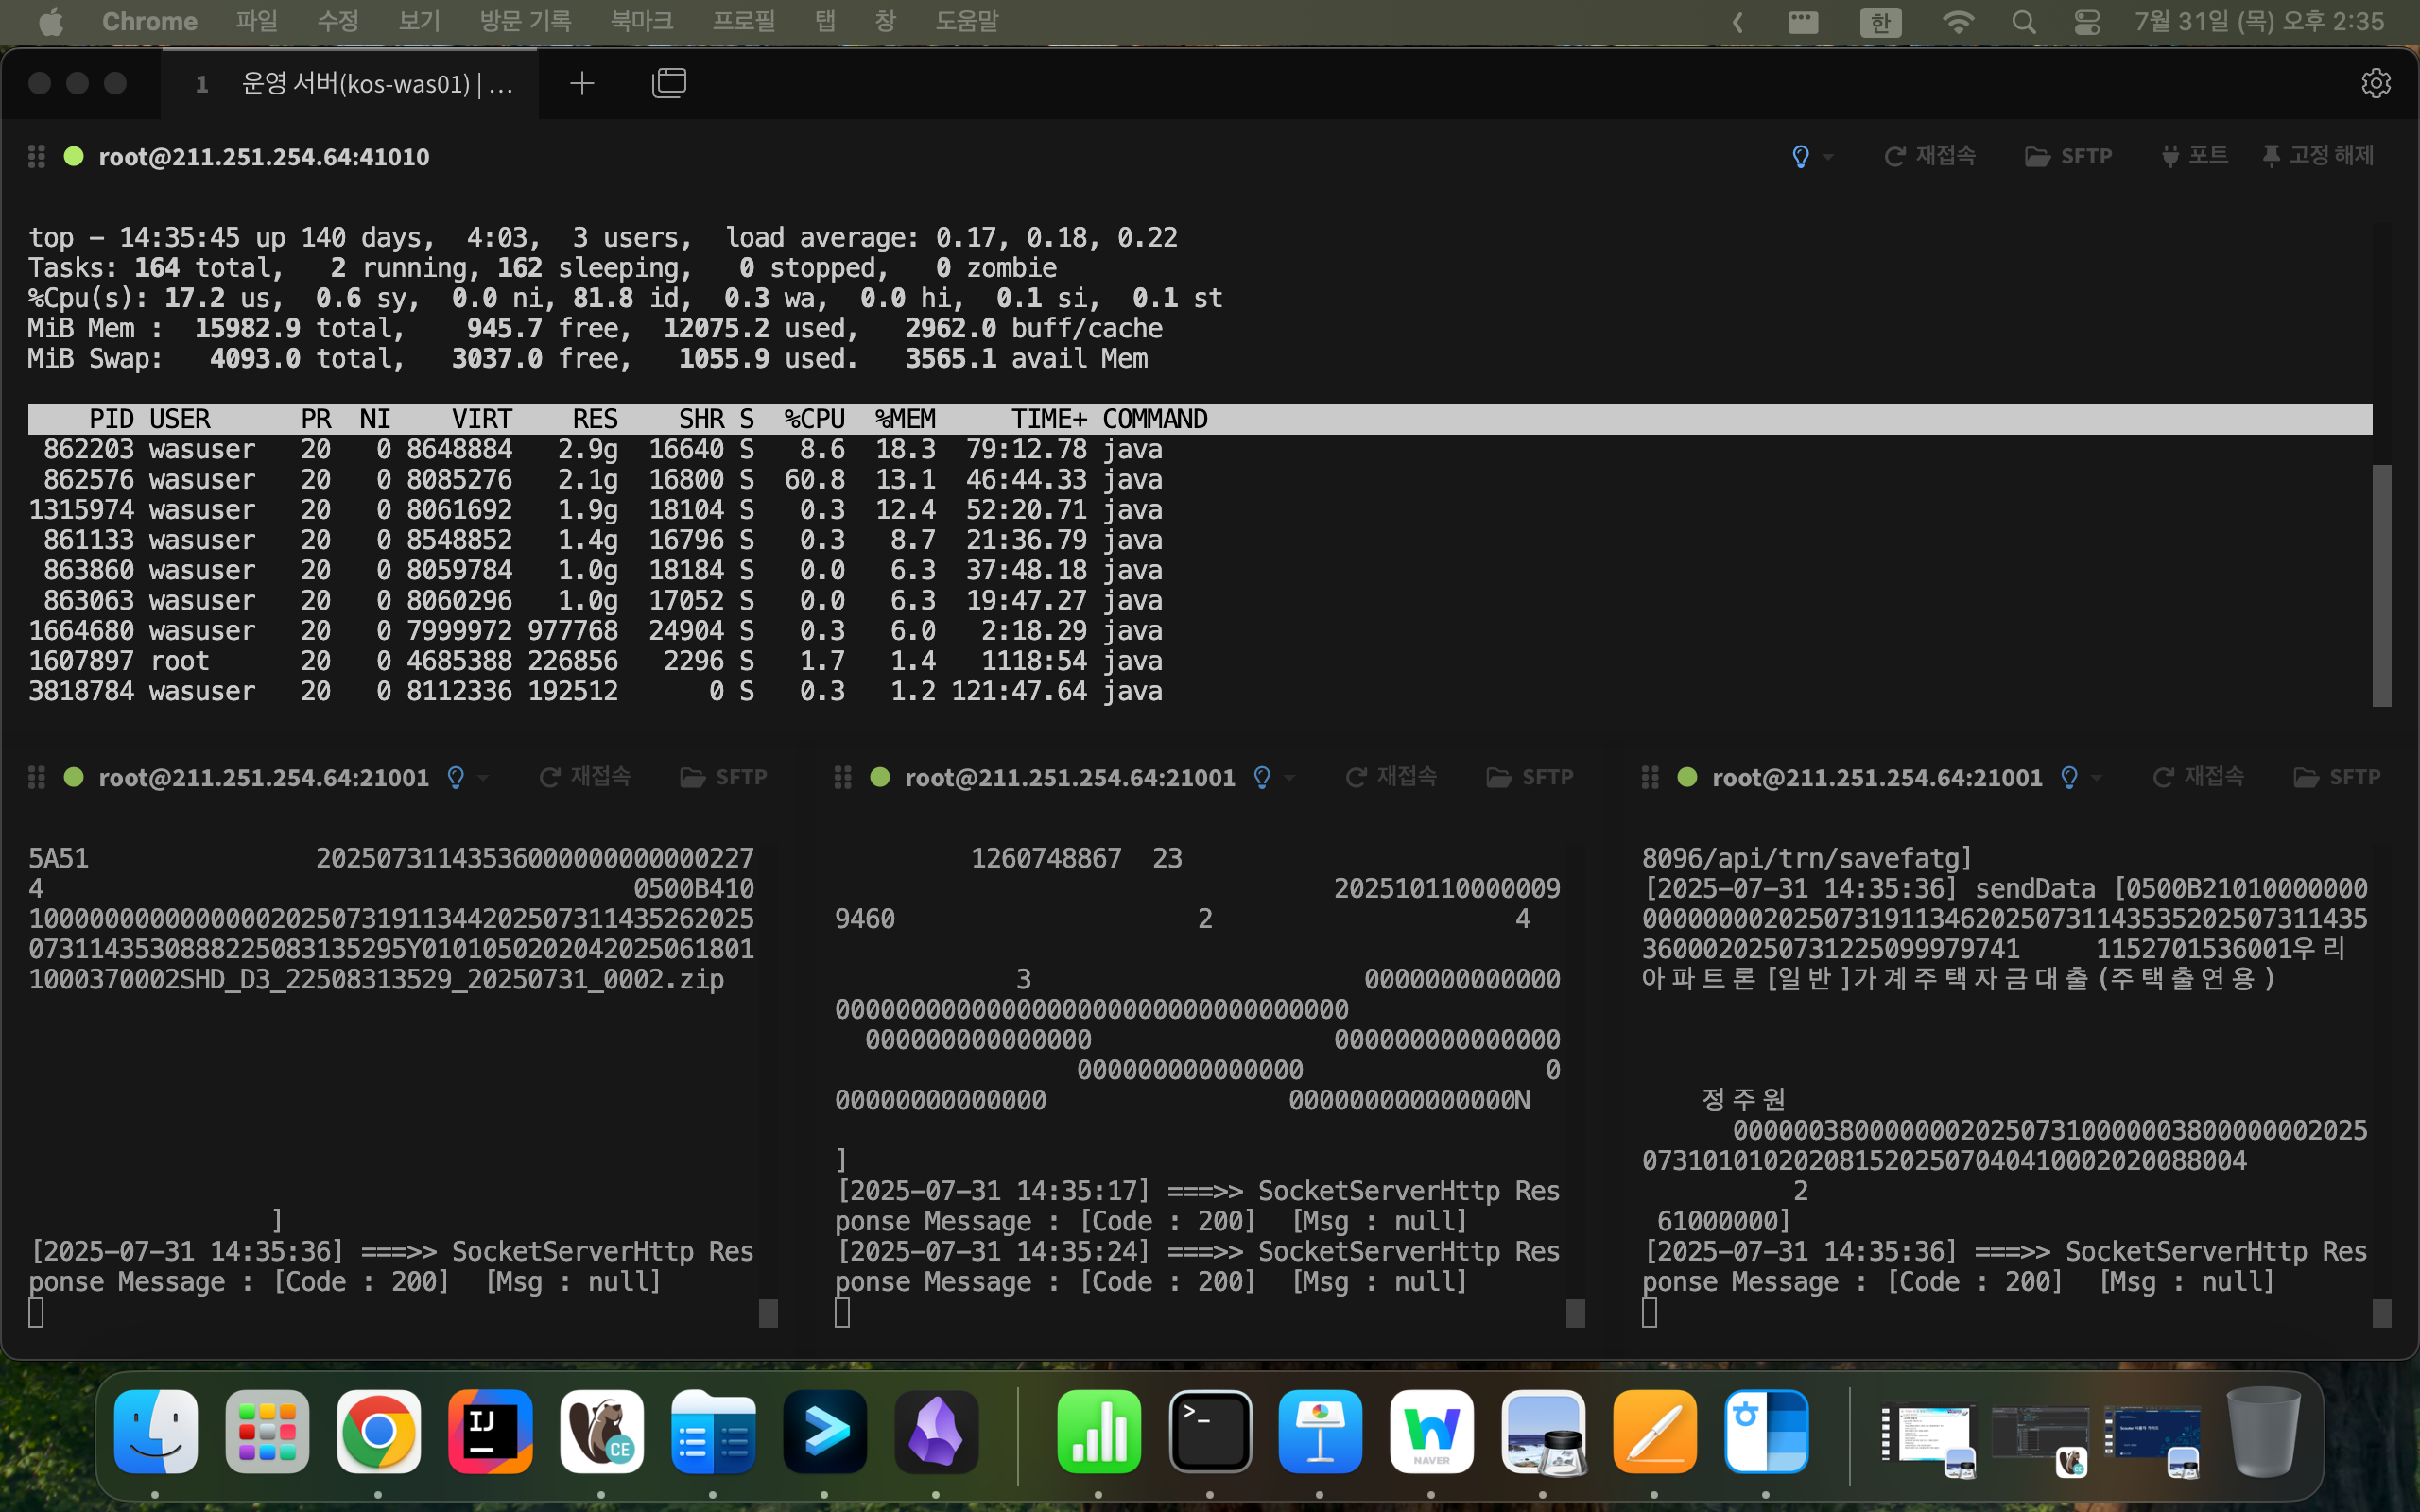 Chrome 파일 수정 보기 방문 기록 북마크 프로필 탭 창 도움말 한 7월 31일 (목) 오후 2:35
1 운영 서버(kos-was01) | ...
root@211.251.254.64:41010 재접속 SFTP 포트 고정 해제
top - 14:35:45 up 140 days, 4:03, 3 users, load average: 0.17, 0.18, 0.22
Tasks: 164 total, 2 running, 162 sleeping, 0 stopped, 0 zombie
%Cpu(s): 17.2 us, 0.6 sy, 0.0 ni, 81.8 id, 0.3 wa, 0.0 hi, 0.1 si, 0.1 st
MiB Mem : 15982.9 total, 945.7 free, 12075.2 used, 2962.0 buff/cache
MiB Swap: 4093.0 total, 3037.0 free, 1055.9 used. 3565.1 avail Mem
PID USER PR NI VIRT RES SHR S %CPU %MEM TIME+ COMMAND
862203 wasuser 20 0 8648884 2.9g 16640 S 8.6 18.3 79:12.78 java
862576 wasuser 20 0 8085276 2.1g 16800 S 60.8 13.1 46:44.33 java
1315974 wasuser 20 0 8061692 1.9g 18104 S 0.3 12.4 52:20.71 java
861133 wasuser 20 0 8548852 1.4g 16796 S 0.3 8.7 21:36.79 java
863860 wasuser 20 0 8059784 1.0g 18184 S 0.0 6.3 37:48.18 java
863063 wasuser 20 0 8060296 1.0g 17052 S 0.0 6.3 19:47.27 java
1664680 wasuser 20 0 7999972 977768 24904 S 0.3 6.0 2:18.29 java
1607897 root 20 0 4685388 226856 2296 S 1.7 1.4 1118:54 java
3818784 wasuser 20 0 8112336 192512 0 S 0.3 1.2 121:47.64 java
root@211.251.254.64:21001 재접속 SFTP
5A51 20250731143536000000000000227
4 0500B410
100000000000000020250731911344202507311435262025
07311435308882250831352​95Y0101050202042025061801
1000370002SHD_D3_22508313529_20250731_0002.zip
]
[2025-07-31 14:35:36] ===>> SocketServerHttp Res
ponse Message : [Code : 200] [Msg : null]
root@211.251.254.64:21001 재접속 SFTP
1260748867 23
202510110000009
9460 2 4
3 0000000000000
0000000000000000000000000000000000
000000000000000 000000000000000
000000000000000 0
00000000000000 000000000000000N
]
[2025-07-31 14:35:17] ===>> SocketServerHttp Res
ponse Message : [Code : 200] [Msg : null]
[2025-07-31 14:35:24] ===>> SocketServerHttp Res
ponse Message : [Code : 200] [Msg : null]
root@211.251.254.64:21001 재접속 SFTP
8096/api/trn/savefatg]
[2025-07-31 14:35:36] sendData [0500B21010000000
000000002025073191134620250731143535202507311435
3600020250731225099979741 1152701536001우리
아파트론[일반]가계주택자금대출(주택출연용)
정주원
000000380000000202507310000003800000002025
0731010102020815202507040410002020088004
2
61000000]
[2025-07-31 14:35:36] ===>> SocketServerHttp Res
ponse Message : [Code : 200] [Msg : null]
IJ
CE
NAVER